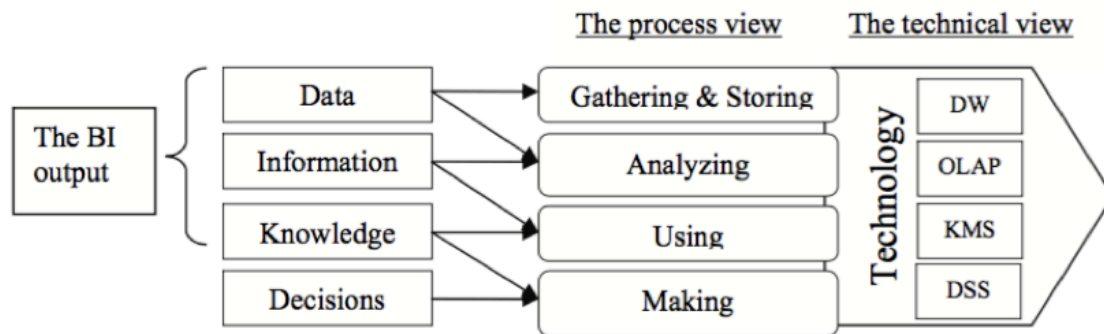 The process view
The technical view
The BI
output
Data
Information
Knowledge
Decisions
Gathering & Storing
Analyzing
Using
Making
Technology
DW
OLAP
KMS
DSS